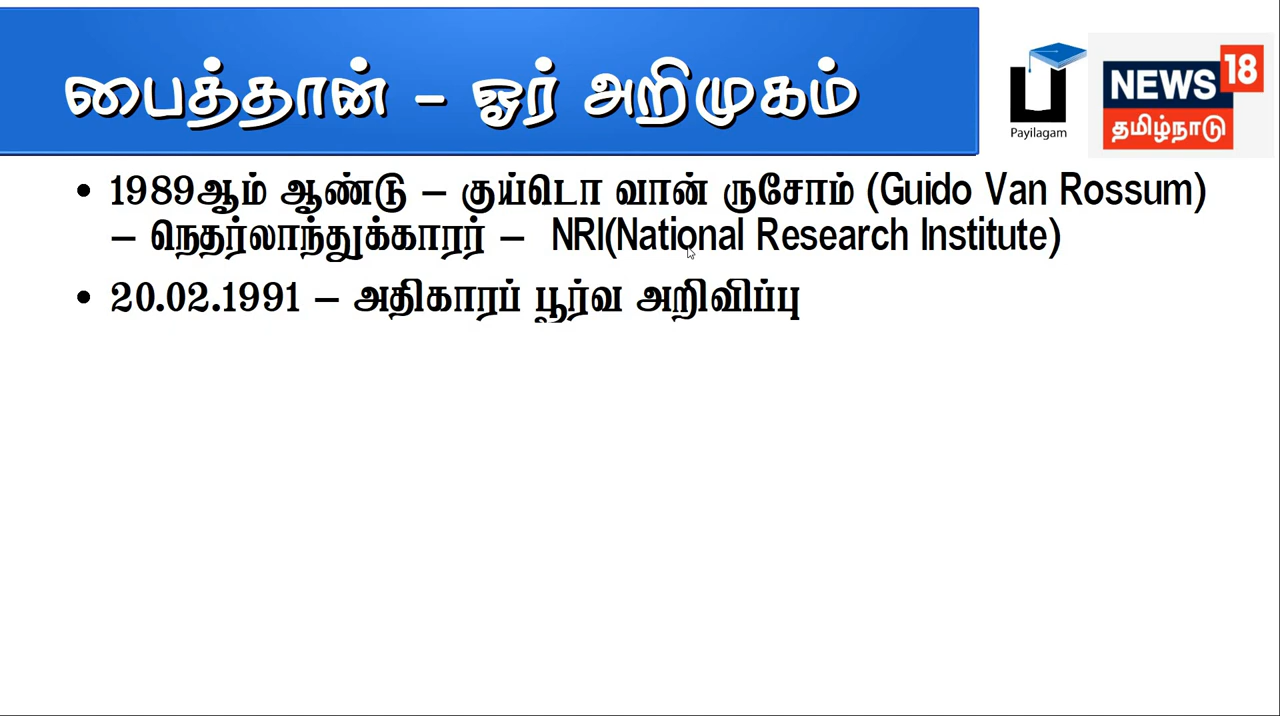 பைத்தான் – ஓர் அறிமுகம்
Payilagam
NEWS 18
தமிழ்நாடு
• 1989ஆம் ஆண்டு – குய்டொ வான் ருசோம் (Guido Van Rossum)
– நெதர்லாந்துக்காரர் – NRI(National Research Institute)
• 20.02.1991 – அதிகாரப் பூர்வ அறிவிப்பு